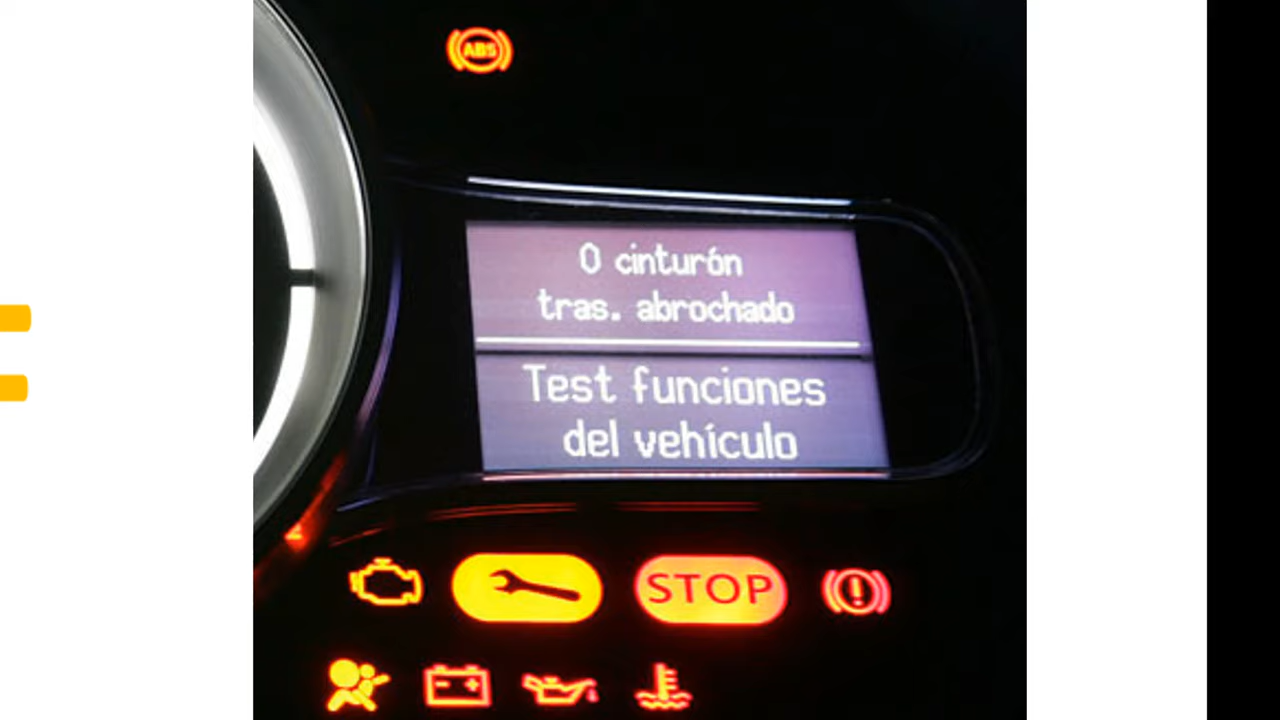 ABS
0 cinturón
tras. abrochado
Test funciones
del vehículo
STOP